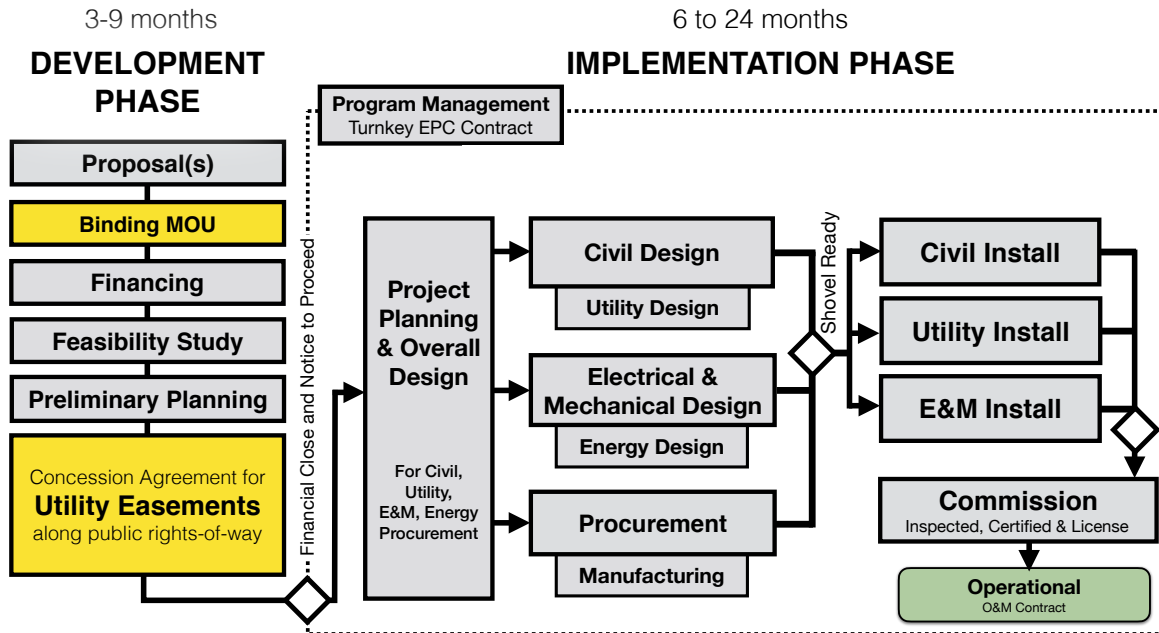 3-9 months
DEVELOPMENT
PHASE
Proposal(s)
Binding MOU
Financing
Feasibility Study
Preliminary Planning
Concession Agreement for
Utility Easements
along public rights-of-way
Financial Close and Notice to Proceed
6 to 24 months
IMPLEMENTATION PHASE
Program Management
Turnkey EPC Contract
Project
Planning
& Overall
Design
For Civil,
Utility,
E&M, Energy
Procurement
Civil Design
Utility Design
Electrical &
Mechanical Design
Energy Design
Procurement
Manufacturing
Shovel Ready
Civil Install
Utility Install
E&M Install
Commission
Inspected, Certified & License
Operational
O&M Contract